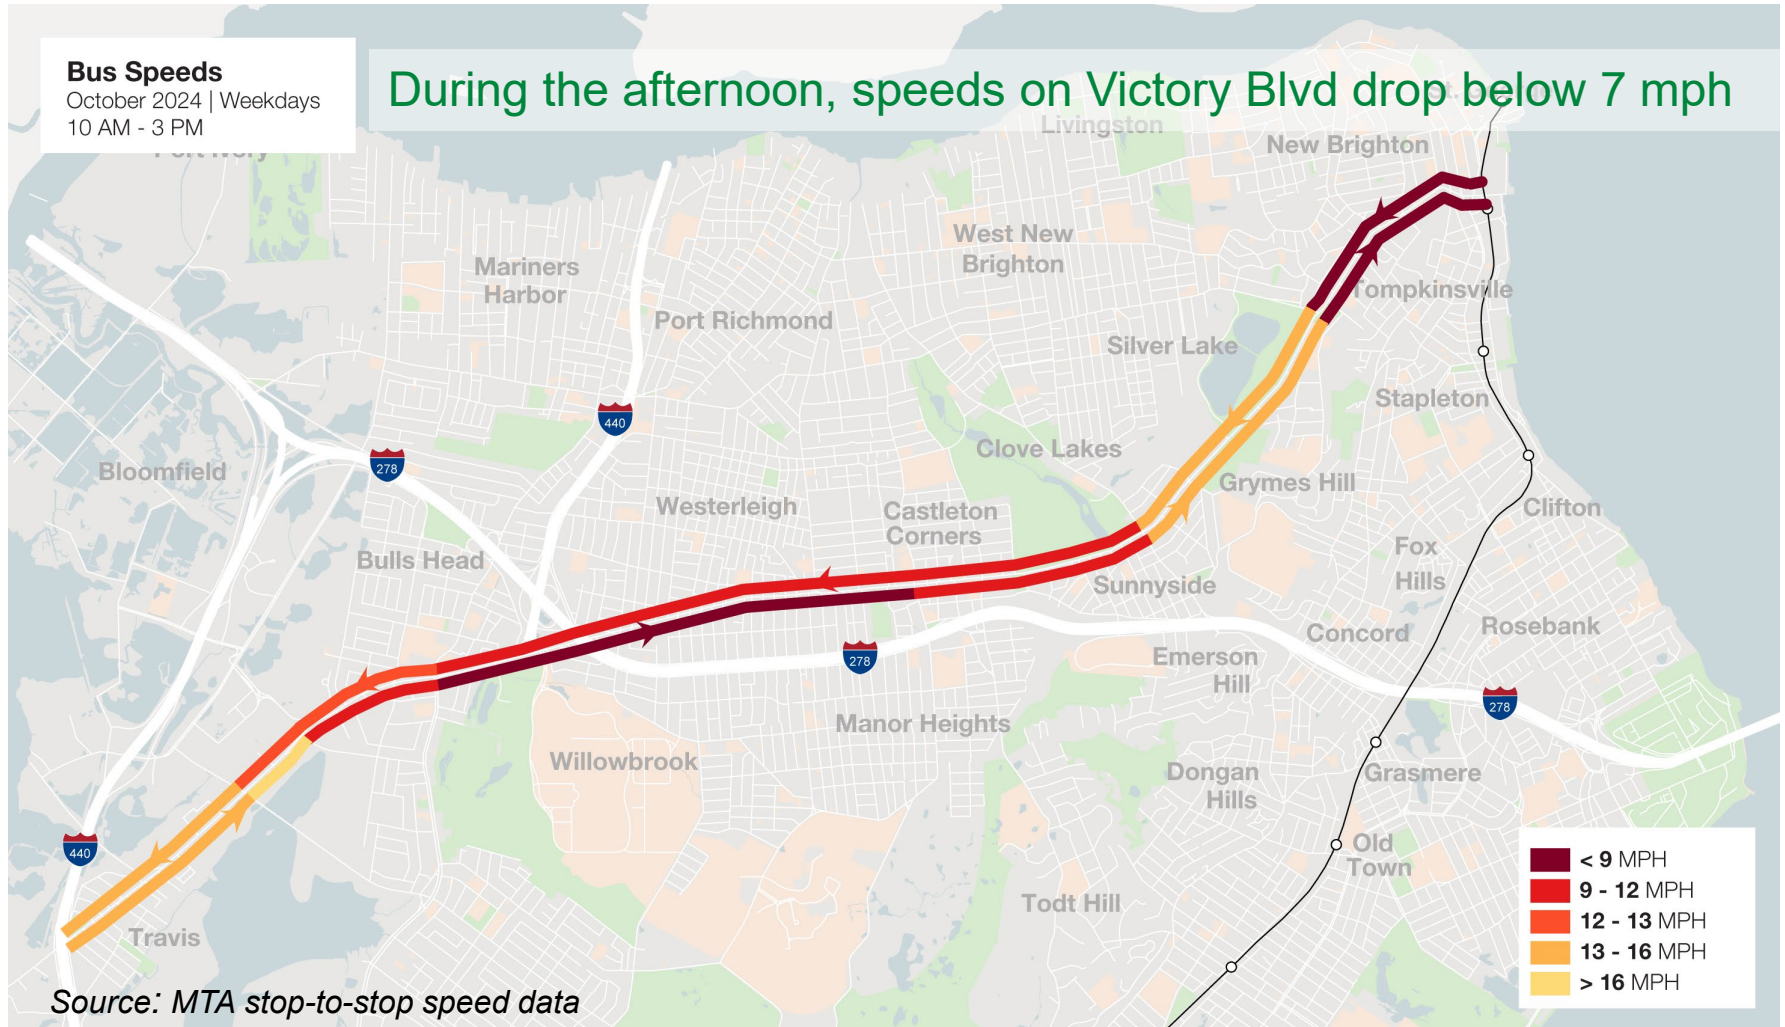 Bus Speeds
October 2024 | Weekdays
10 AM - 3 PM
During the afternoon, speeds on Victory Blvd drop below 7 mph
Port Ivory
St. George
Livingston
New Brighton
West New
Brighton
Mariners
Harbor
Tompkinsville
Port Richmond
Silver Lake
Stapleton
440
278
Clove Lakes
Bloomfield
Grymes Hill
Westerleigh
Castleton
Corners
Clifton
Bulls Head
Fox
Hills
Sunnyside
Concord
Rosebank
278
Emerson
Hill
278
Manor Heights
Willowbrook
Dongan
Hills
Grasmere
440
Old
Town
Todt Hill
Travis
< 9 MPH
9 - 12 MPH
12 - 13 MPH
13 - 16 MPH
> 16 MPH
Source: MTA stop-to-stop speed data